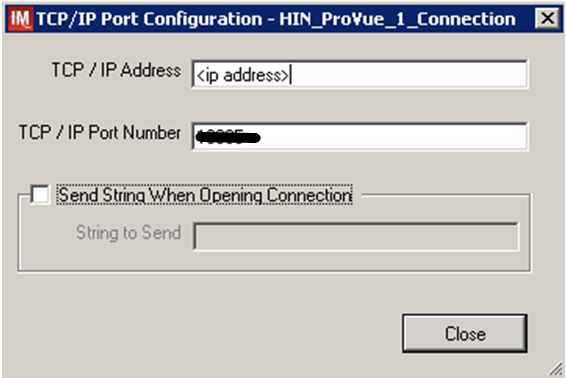 IM TCP/IP Port Configuration - HIN_ProVue_1_Connection
TCP / IP Address <ip address>
TCP / IP Port Number
Send String When Opening Connection
String to Send
Close